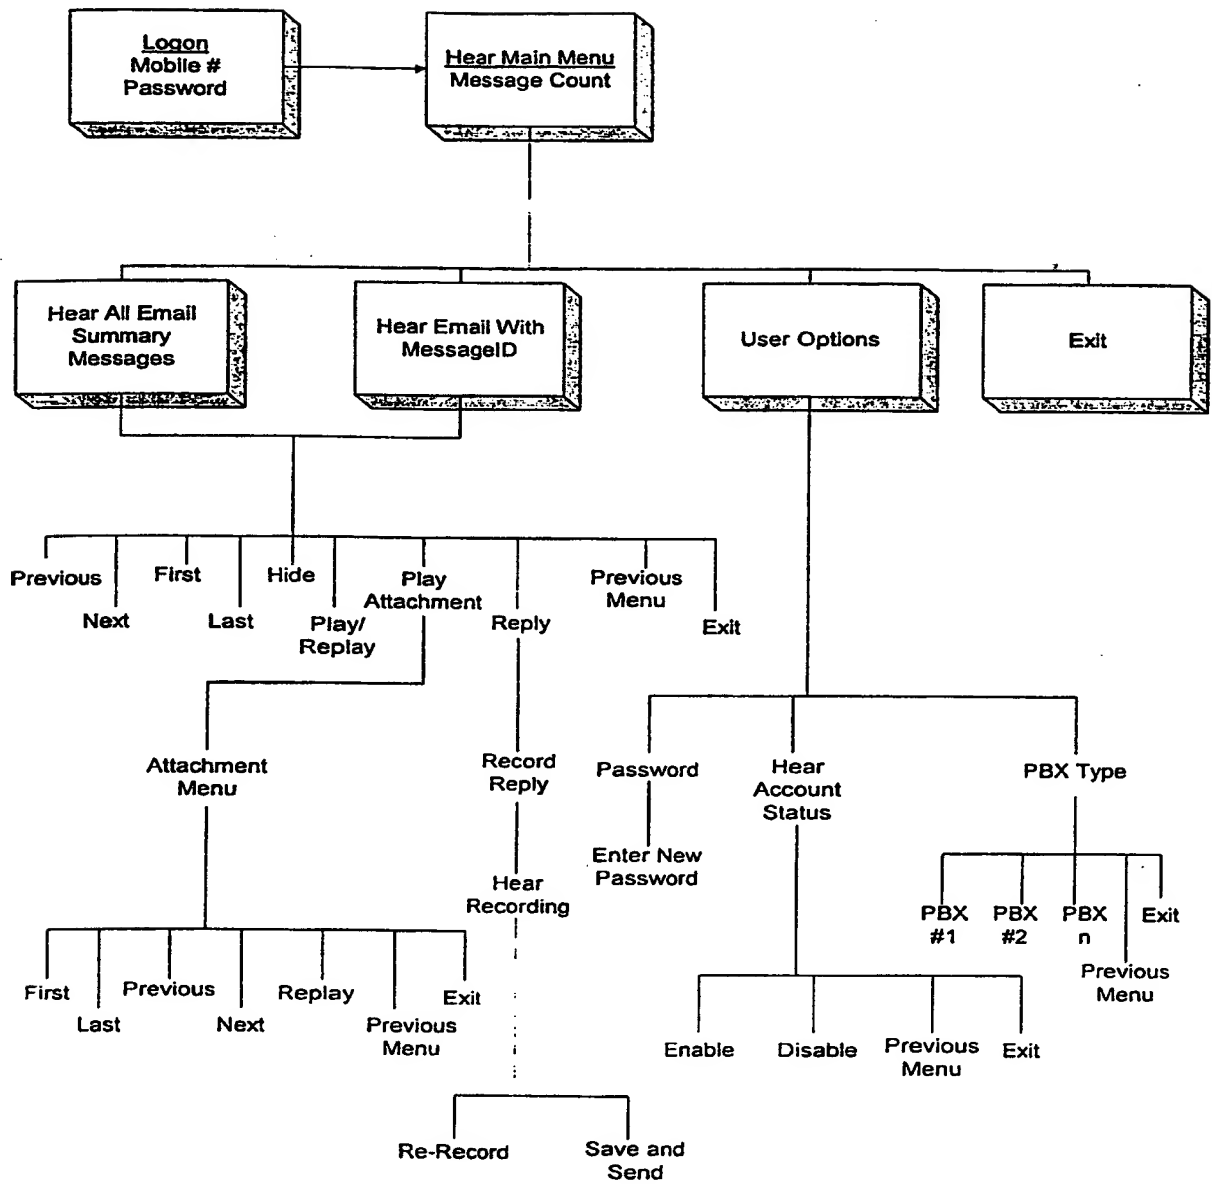 Logon
Mobile #
Password
Hear Main Menu
Message Count
Hear All Email
Summary
Messages
Hear Email With
MessageID
User Options
Exit
Previous
Next
First
Last
Hide
Play/
Replay
Play
Attachment
Reply
Previous
Menu
Exit
Attachment
Menu
Record
Reply
Hear
Recording
Password
Enter New
Password
Hear
Account
Status
PBX Type
PBX
#1
PBX
#2
PBX
n
Previous
Menu
Exit
First
Last
Previous
Next
Replay
Previous
Menu
Exit
Enable
Disable
Previous
Menu
Exit
Re-Record
Save and
Send